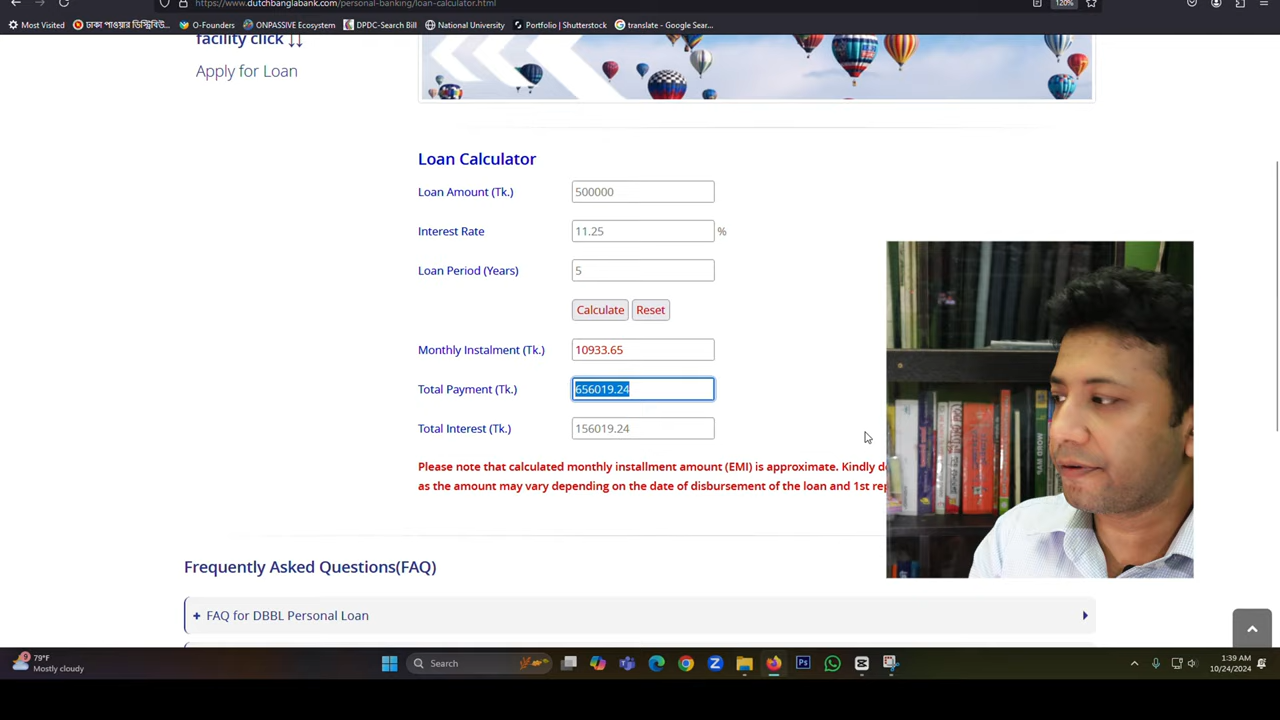 https://www.dutchbanglabank.com/personal-banking/loan-calculator.html
120%
Most Visited
ঢাকা পাওয়ার ডিস্ট্রিবিউ...
O-Founders
ONPASSIVE Ecosystem
DPDC-Search Bill
National University
Portfolio | Shutterstock
translate - Google Sear...
facility click ↓↓
Apply for Loan
Loan Calculator
Loan Amount (Tk.) 500000
Interest Rate 11.25 %
Loan Period (Years) 5
Calculate Reset
Monthly Instalment (Tk.) 10933.65
Total Payment (Tk.) 656019.24
Total Interest (Tk.) 156019.24
Please note that calculated monthly installment amount (EMI) is approximate. Kindly
as the amount may vary depending on the date of disbursement of the loan and 1st
Frequently Asked Questions(FAQ)
+ FAQ for DBBL Personal Loan
79°F
Mostly cloudy
Search
1:39 AM
10/24/2024